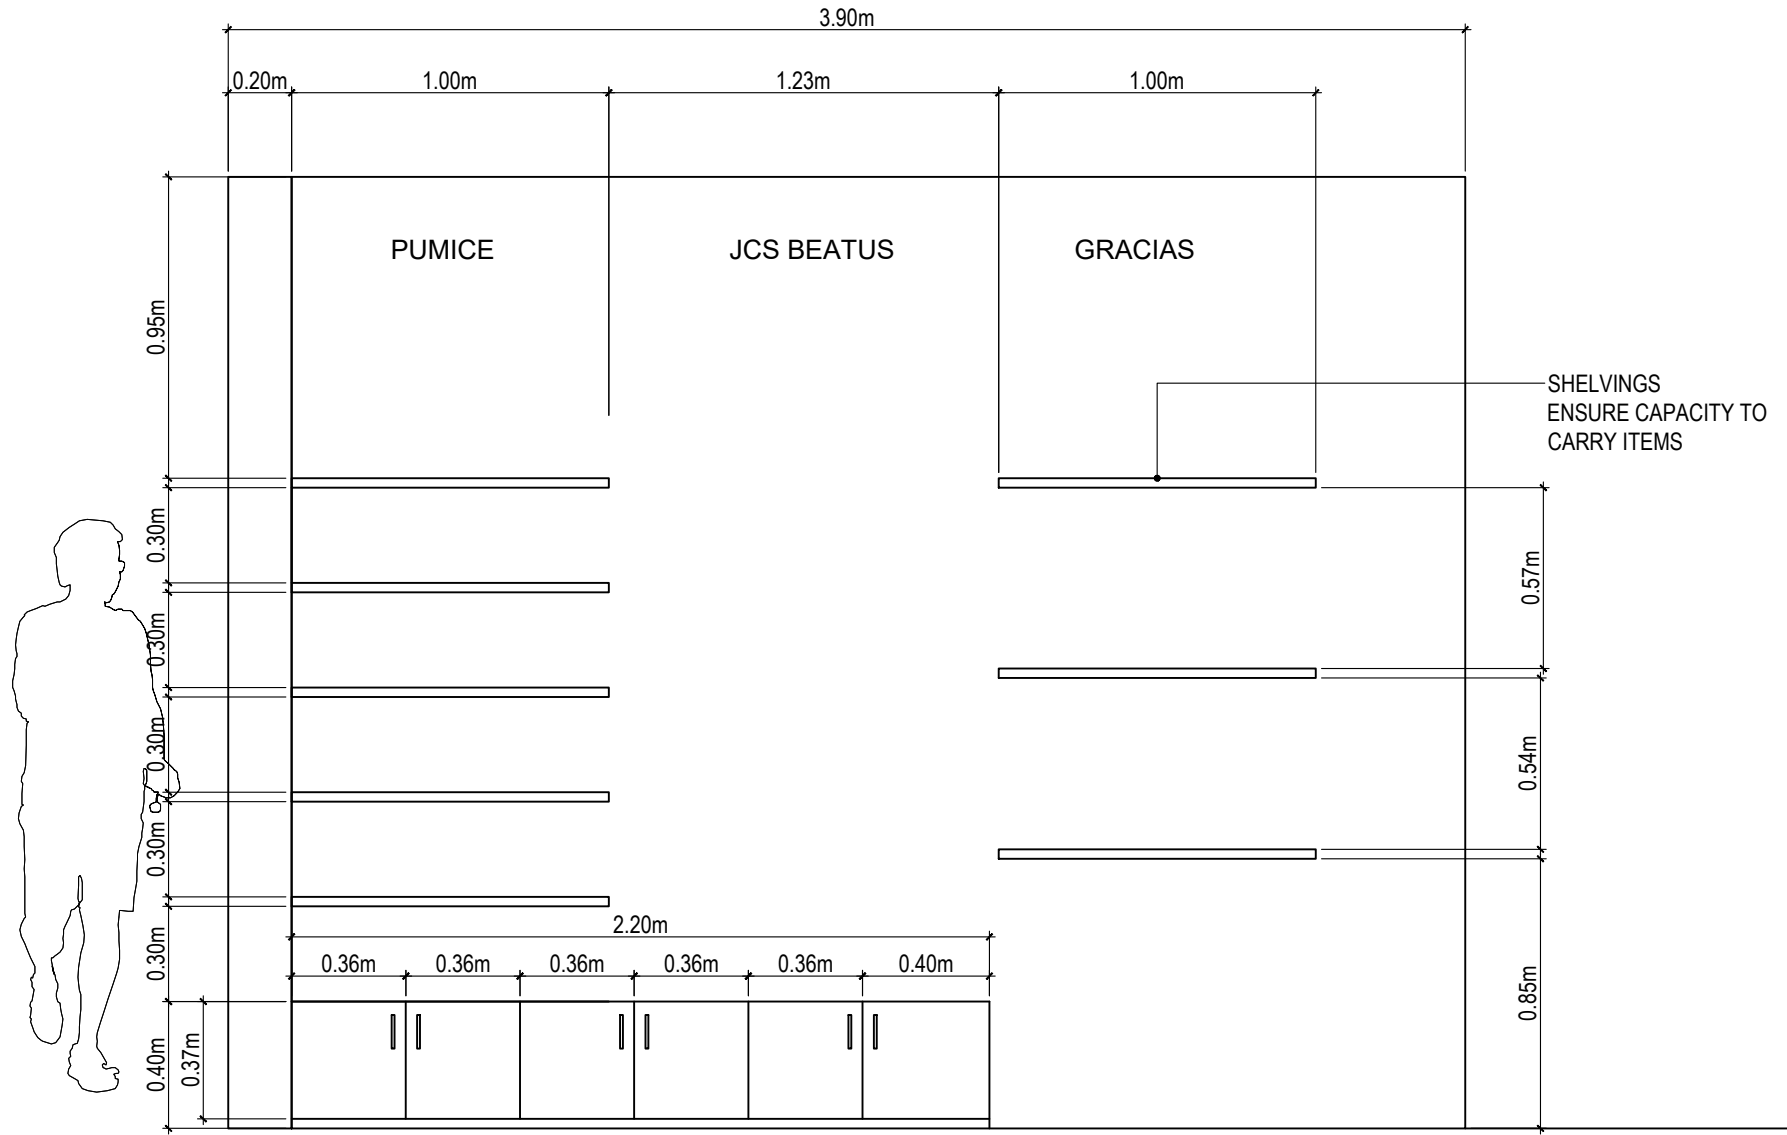 3.90m
0.20m
1.00m
1.23m
1.00m
PUMICE
JCS BEATUS
GRACIAS
0.95m
SHELVINGS
ENSURE CAPACITY TO
CARRY ITEMS
0.30m
0.57m
0.30m
0.30m
0.54m
0.30m
2.20m
0.30m
0.36m
0.36m
0.36m
0.36m
0.36m
0.40m
0.85m
0.40m
0.37m